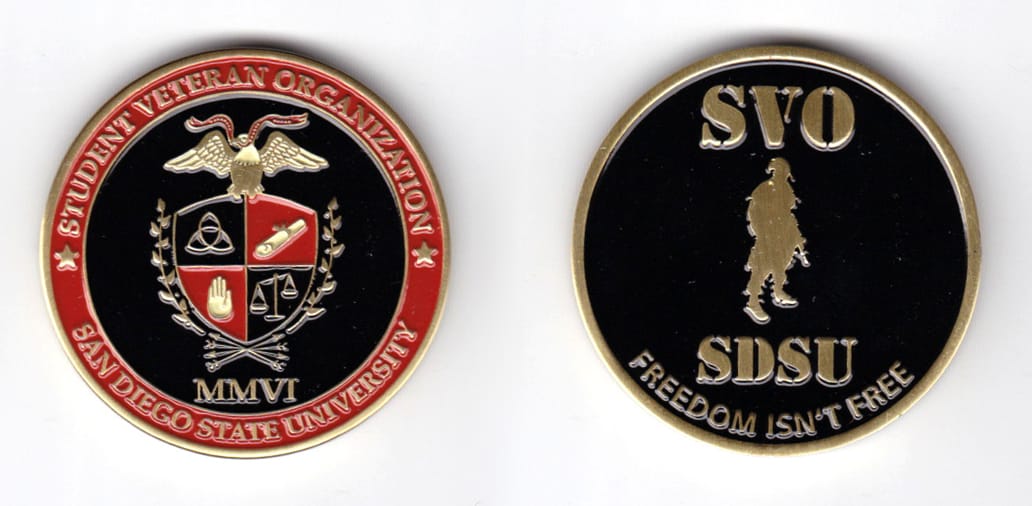 STUDENT VETERAN ORGANIZATION
MMVI
SAN DIEGO STATE UNIVERSITY
SVO
SDSU
FREEDOM ISN'T FREE